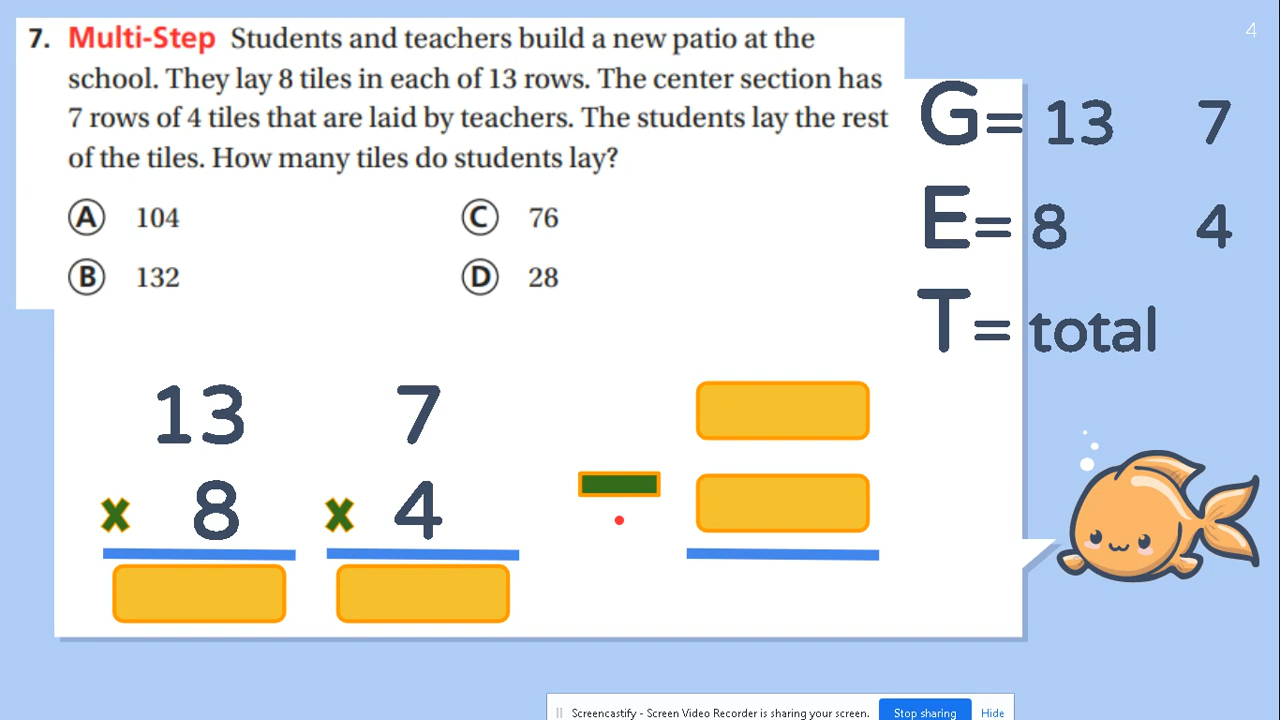 4
7. Multi-Step Students and teachers build a new patio at the
school. They lay 8 tiles in each of 13 rows. The center section has
7 rows of 4 tiles that are laid by teachers. The students lay the rest
of the tiles. How many tiles do students lay?
A 104
C 76
B 132
D 28
G= 13 7
E= 8 4
T= total
13
x 8
7
x 4
Screencastify - Screen Video Recorder is sharing your screen. Stop sharing Hide